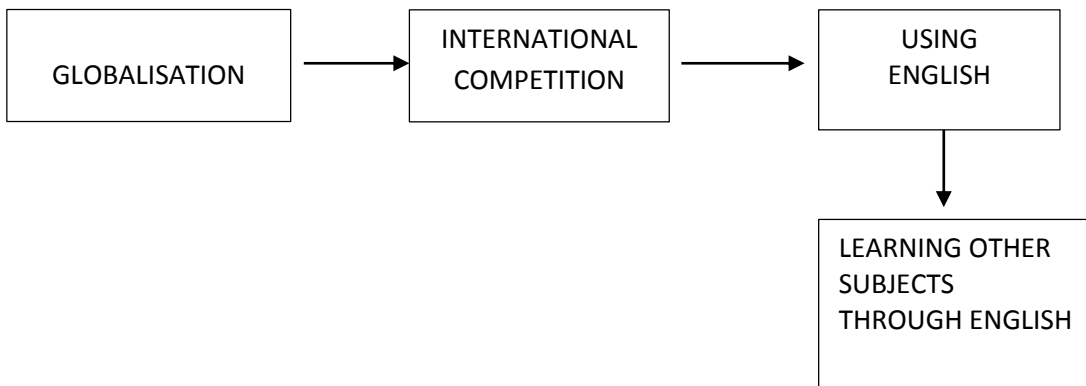 GLOBALISATION
INTERNATIONAL
COMPETITION
USING
ENGLISH
LEARNING OTHER
SUBJECTS
THROUGH ENGLISH